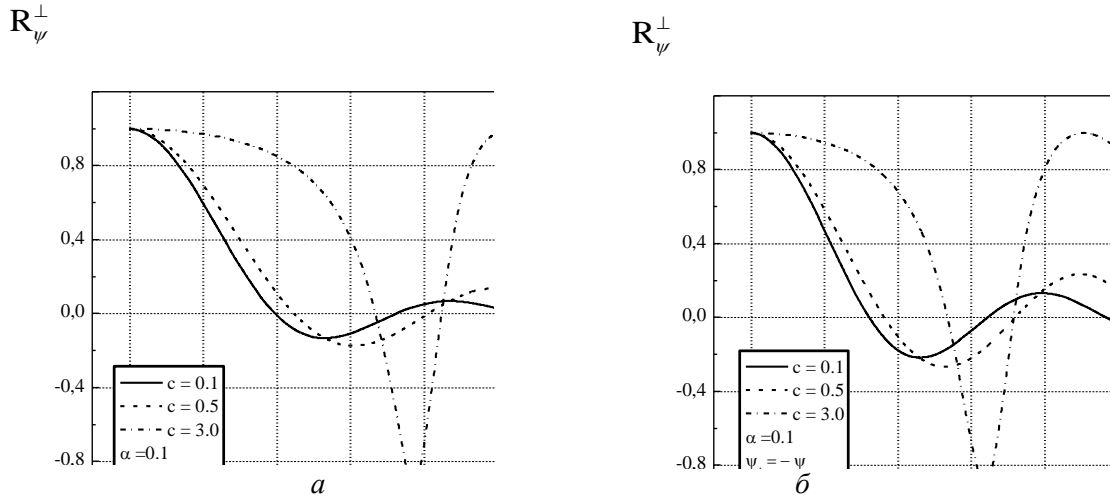 R⊥ψ
R⊥ψ
0,8
0,4
0,0
-0,4
-0,8
c = 0.1
c = 0.5
c = 3.0
α =0.1
а
0,8
0,4
0,0
-0,4
-0,8
c = 0.1
c = 0.5
c = 3.0
α =0.1
б